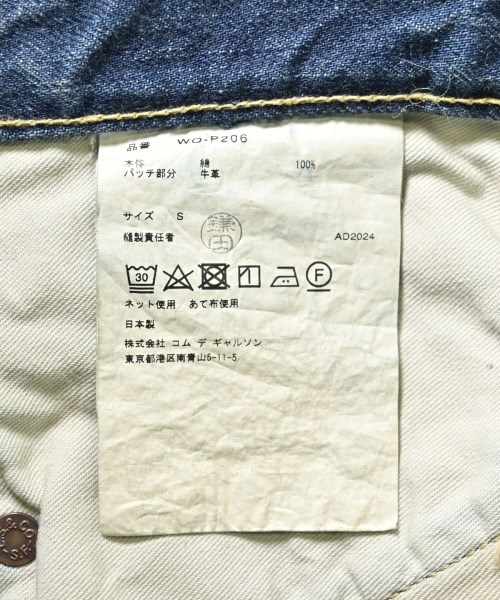 品番 WO-P206
本体 綿 100%
パッチ部分 牛革
サイズ S
縫製責任者 鎌田 AD2024
30 F
ネット使用 あて布使用
日本製
株式会社 コム デ ギャルソン
東京都港区南青山5-11-5
& CO
S.F.